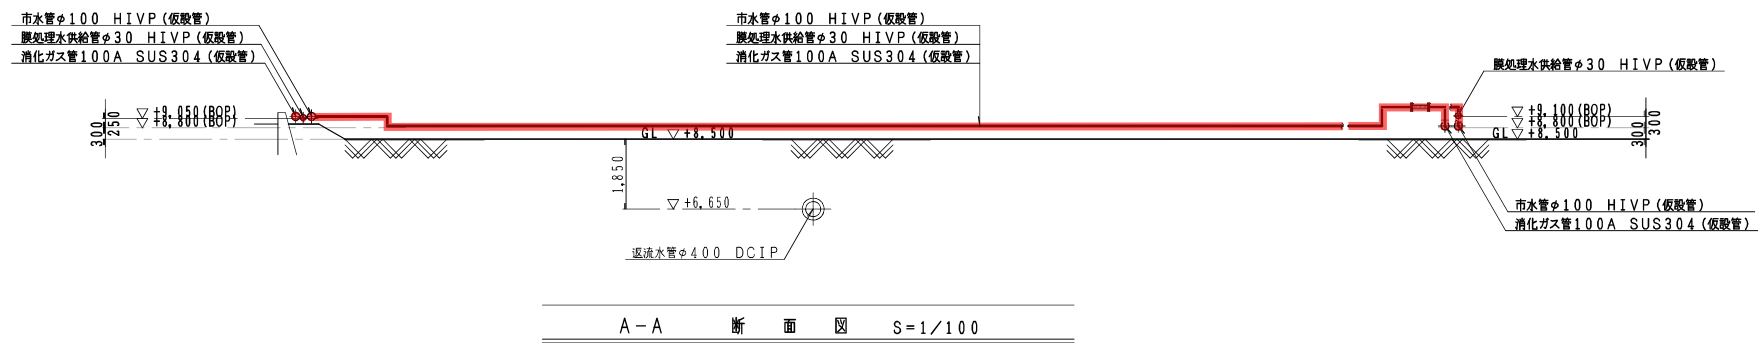 市水管φ100 HIVP(仮設管)
膜処理水供給管φ30 HIVP(仮設管)
消化ガス管100A SUS304(仮設管)
市水管φ100 HIVP(仮設管)
膜処理水供給管φ30 HIVP(仮設管)
消化ガス管100A SUS304(仮設管)
膜処理水供給管φ30 HIVP(仮設管)
▽ +9,050(BOP)
▽ +8,800(BOP)
300
250
GL ▽ +8,500
▽ +9,100(BOP)
▽ +8,800(BOP)
GL ▽ +8,500
300
300
1,850
▽ +6,650
市水管φ100 HIVP(仮設管)
消化ガス管100A SUS304(仮設管)
返流水管φ400 DCIP
A-A 断面図 S=1/100